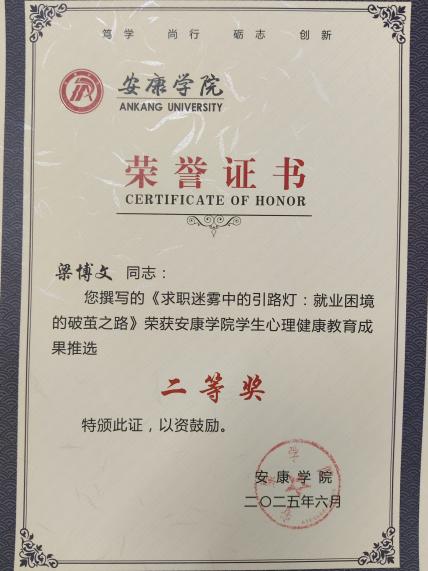 笃学 尚行 砺志 创新
安康学院
ANKANG UNIVERSITY
荣誉证书
CERTIFICATE OF HONOR
梁博文 同志：
您撰写的《求职迷雾中的引路灯：就业困境
的破茧之路》荣获安康学院学生心理健康教育成
果推选
二等奖
特颁此证，以资鼓励。
安康学院
二〇二五年六月